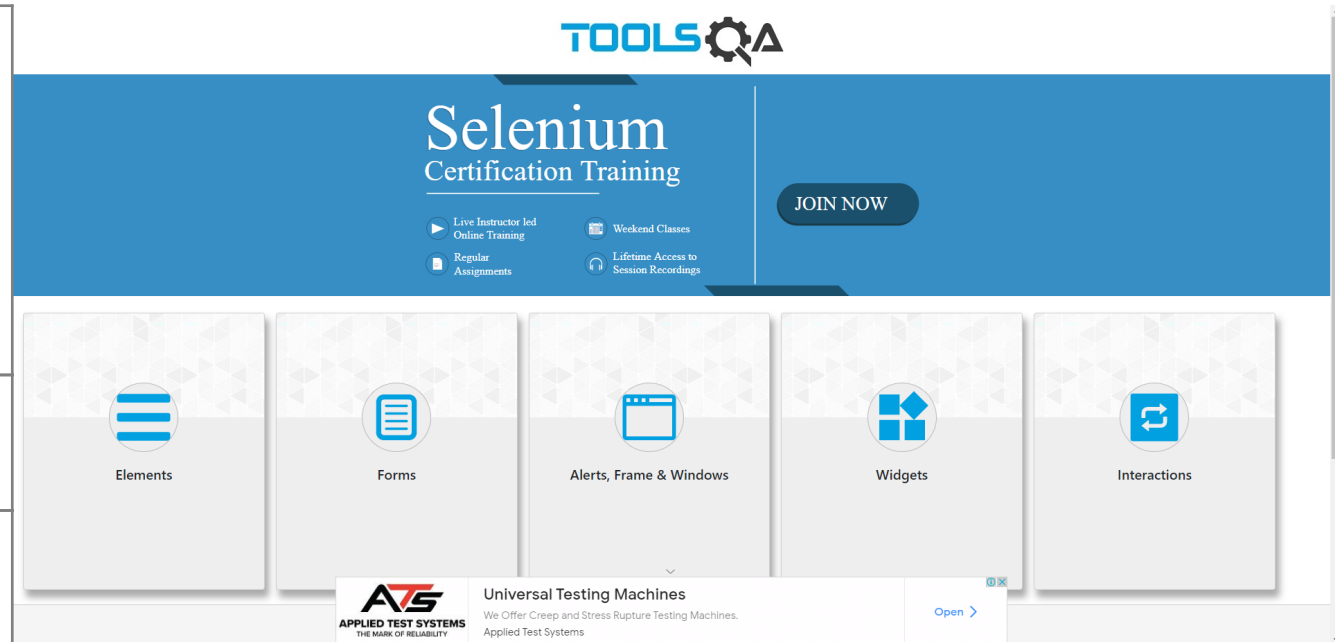 TOOLSQA
Selenium
Certification Training
JOIN NOW
Live Instructor led
Online Training
Weekend Classes
Regular
Assignments
Lifetime Access to
Session Recordings
Elements
Forms
Alerts, Frame & Windows
Widgets
Interactions
ATS
APPLIED TEST SYSTEMS
THE MARK OF RELIABILITY
Universal Testing Machines
We Offer Creep and Stress Rupture Testing Machines.
Applied Test Systems
Open